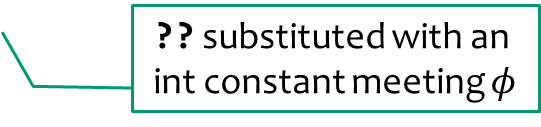 ?? substituted with an
int constant meeting ϕ